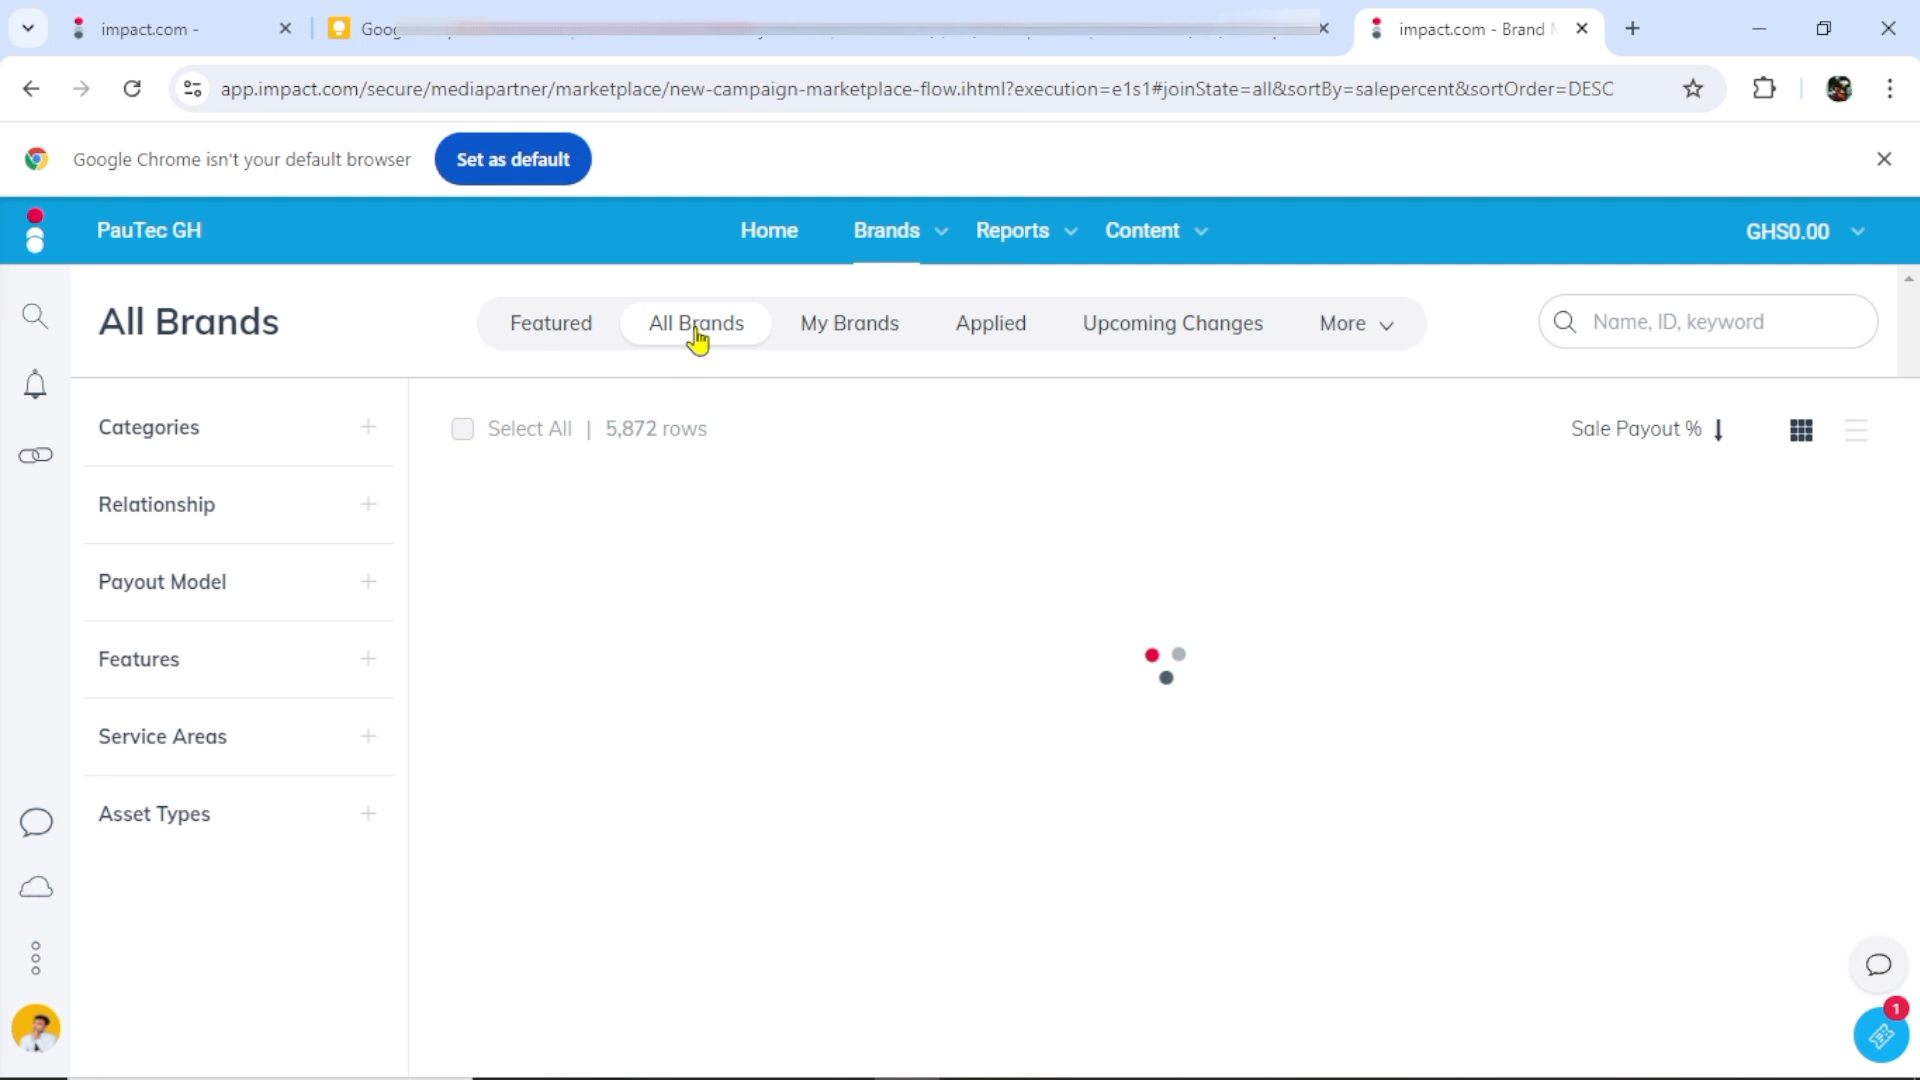 impact.com -
Goog
impact.com - Brand M
app.impact.com/secure/mediapartner/marketplace/new-campaign-marketplace-flow.ihtml?execution=e1s1#joinState=all&sortBy=salepercent&sortOrder=DESC
Google Chrome isn't your default browser
Set as default
PauTec GH
Home
Brands
Reports
Content
GHS0.00
All Brands
Featured
All Brands
My Brands
Applied
Upcoming Changes
More
Name, ID, keyword
Categories
Select All | 5,872 rows
Sale Payout %
Relationship
Payout Model
Features
Service Areas
Asset Types
1